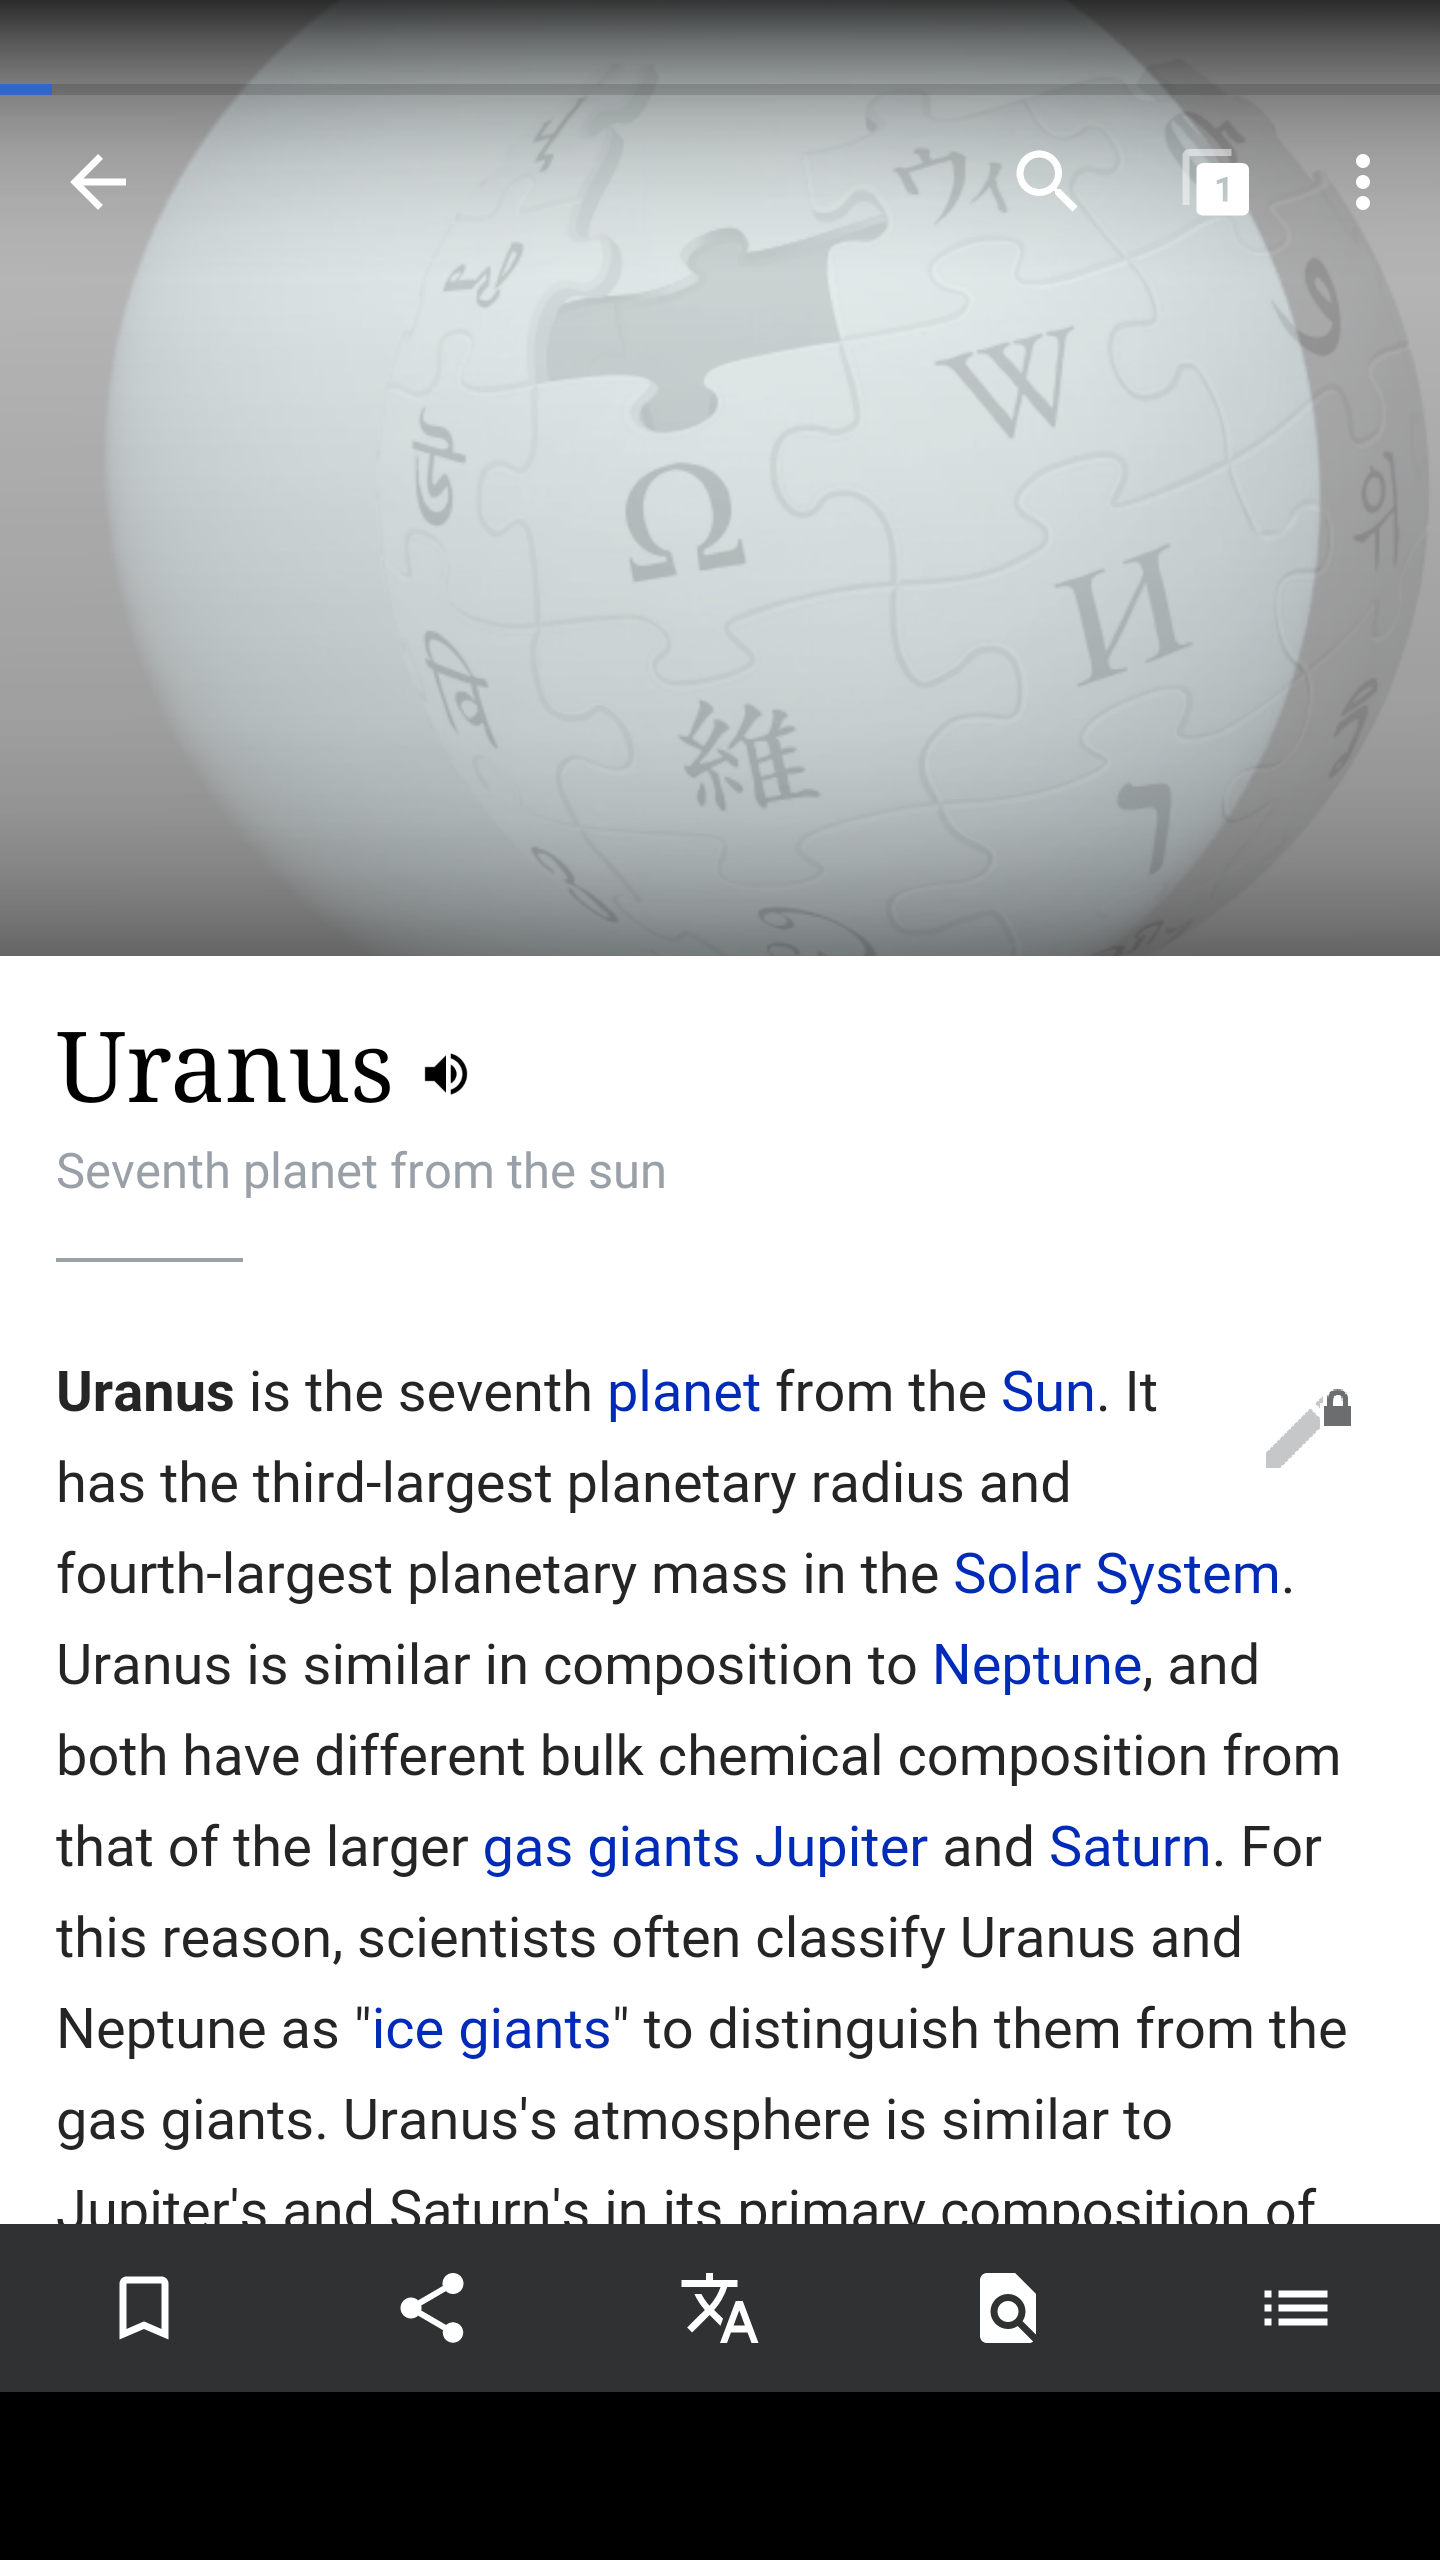 1
ウィ
W
Ω
И
維
Uranus
Seventh planet from the sun
Uranus is the seventh planet from the Sun. It
has the third-largest planetary radius and
fourth-largest planetary mass in the Solar System.
Uranus is similar in composition to Neptune, and
both have different bulk chemical composition from
that of the larger gas giants Jupiter and Saturn. For
this reason, scientists often classify Uranus and
Neptune as "ice giants" to distinguish them from the
gas giants. Uranus's atmosphere is similar to
Jupiter's and Saturn's in its primary composition of